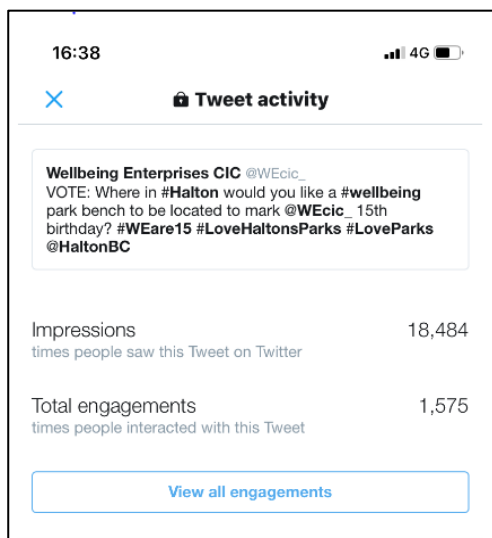 16:38 4G
Tweet activity
Wellbeing Enterprises CIC @WEcic_
VOTE: Where in #Halton would you like a #wellbeing
park bench to be located to mark @WEcic_ 15th
birthday? #WEare15 #LoveHaltonsParks #LoveParks
@HaltonBC
Impressions 18,484
times people saw this Tweet on Twitter
Total engagements 1,575
times people interacted with this Tweet
View all engagements